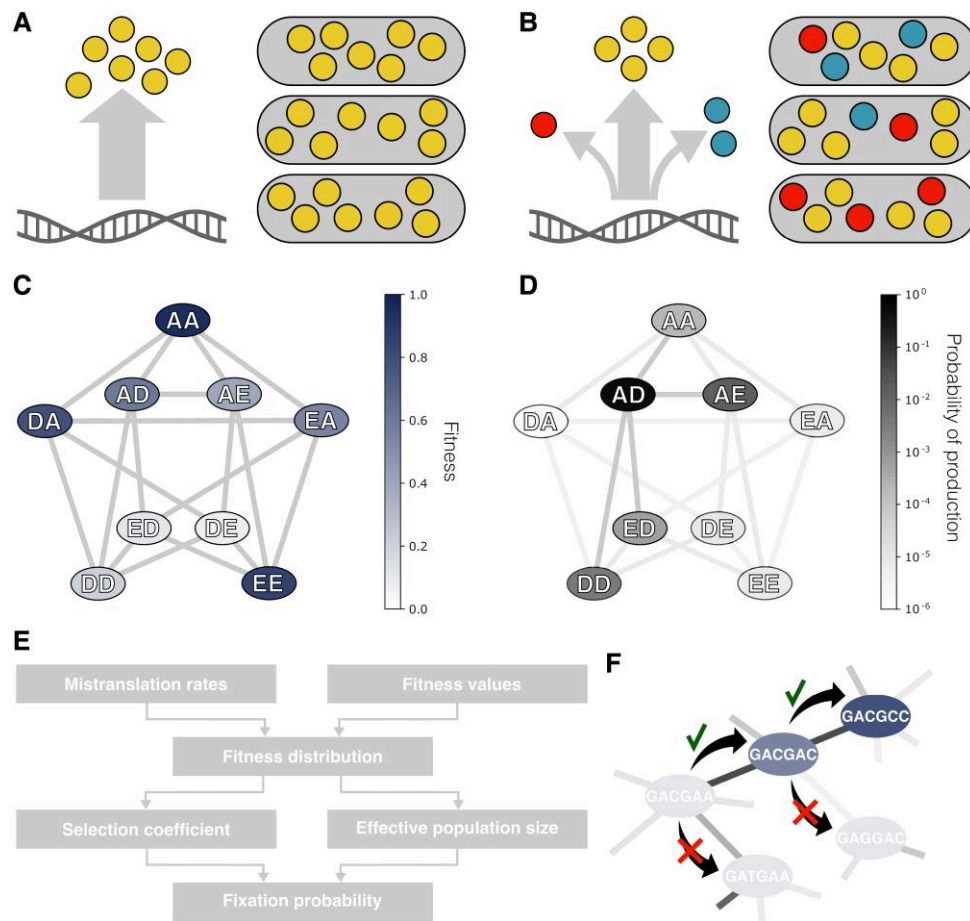 A
B
C
AA
AD
AE
DA
EA
ED
DE
DD
EE
1.0
0.8
0.6
0.4
0.2
0.0
Fitness
D
AA
AD
AE
DA
EA
ED
DE
DD
EE
10⁰
10⁻¹
10⁻²
10⁻³
10⁻⁴
10⁻⁵
10⁻⁶
Probability of production
E
Mistranslation rates
Fitness values
Fitness distribution
Selection coefficient
Effective population size
Fixation probability
F
GACGCC
GACGAC
GACGAA
GAGGAC
GATGAA